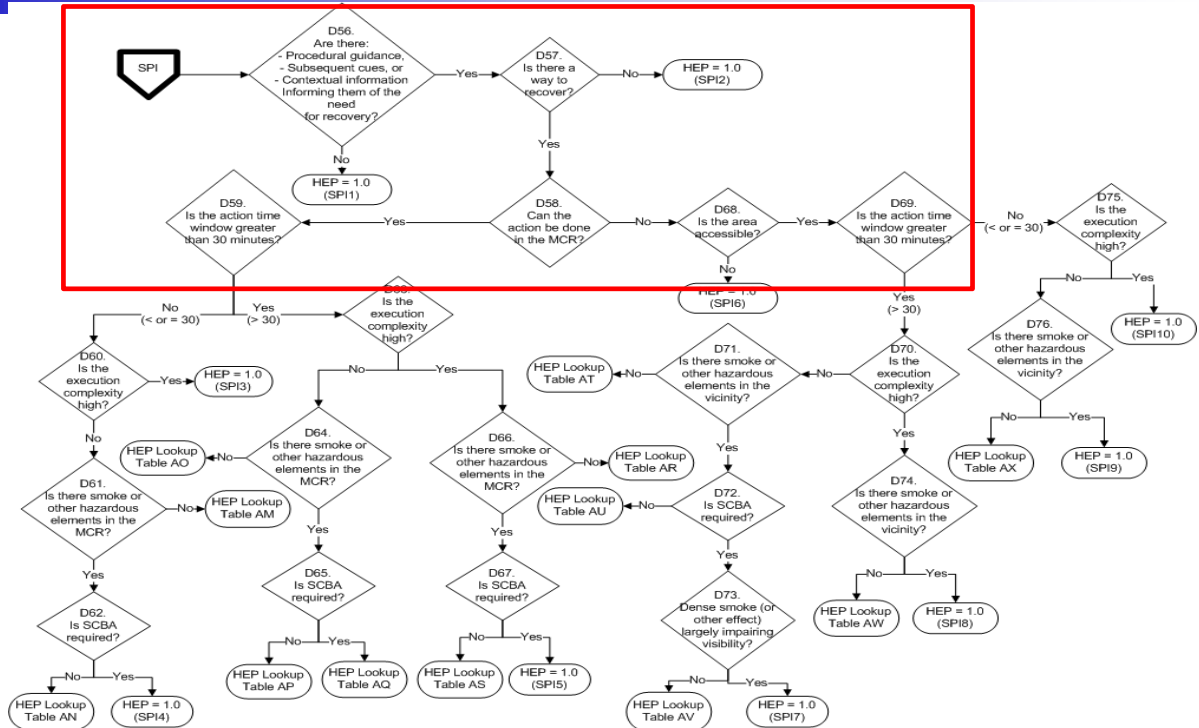 SPI
D56.
Are there:
- Procedural guidance,
- Subsequent cues, or
- Contextual information
Informing them of the
need
for recovery?
Yes
D57.
Is there a
way to
recover?
No
HEP = 1.0
(SPI2)
No
HEP = 1.0
(SPI1)
Yes
D59.
Is the action time
window greater
than 30 minutes?
Yes
D58.
Can the
action be done
in the MCR?
No
D68.
Is the area
accessible?
Yes
D69.
Is the action time
window greater
than 30 minutes?
No
(< or = 30)
D75.
Is the
execution
complexity
high?
No
HEP = 1.0
(SPI6)
No
(< or = 30)
Yes
(> 30)
Is the
execution
complexity
high?
Yes
(> 30)
No
Yes
HEP = 1.0
(SPI10)
D60.
Is the
execution
complexity
high?
Yes
HEP = 1.0
(SPI3)
No
Yes
HEP Lookup
Table AT
No
D71.
Is there smoke or
other hazardous
elements in the
vicinity?
No
D70.
Is the
execution
complexity
high?
D76.
Is there smoke or
other hazardous
elements in the
vicinity?
No
HEP Lookup
Table AO
No
D64.
Is there smoke or
other hazardous
elements in the
MCR?
D66.
Is there smoke or
other hazardous
elements in the
MCR?
No
HEP Lookup
Table AR
Yes
Yes
No
Yes
HEP Lookup
Table AX
HEP = 1.0
(SPI9)
D61.
Is there smoke or
other hazardous
elements in the
MCR?
No
HEP Lookup
Table AM
HEP Lookup
Table AU
No
D72.
Is SCBA
required?
D74.
Is there smoke or
other hazardous
elements in the
vicinity?
Yes
Yes
Yes
Yes
D62.
Is SCBA
required?
D65.
Is SCBA
required?
D67.
Is SCBA
required?
D73.
Dense smoke (or
other effect)
largely impairing
visibility?
No
Yes
HEP Lookup
Table AW
HEP = 1.0
(SPI8)
No
Yes
No
Yes
No
Yes
No
Yes
HEP Lookup
Table AN
HEP = 1.0
(SPI4)
HEP Lookup
Table AP
HEP Lookup
Table AQ
HEP Lookup
Table AS
HEP = 1.0
(SPI5)
HEP Lookup
Table AV
HEP = 1.0
(SPI7)